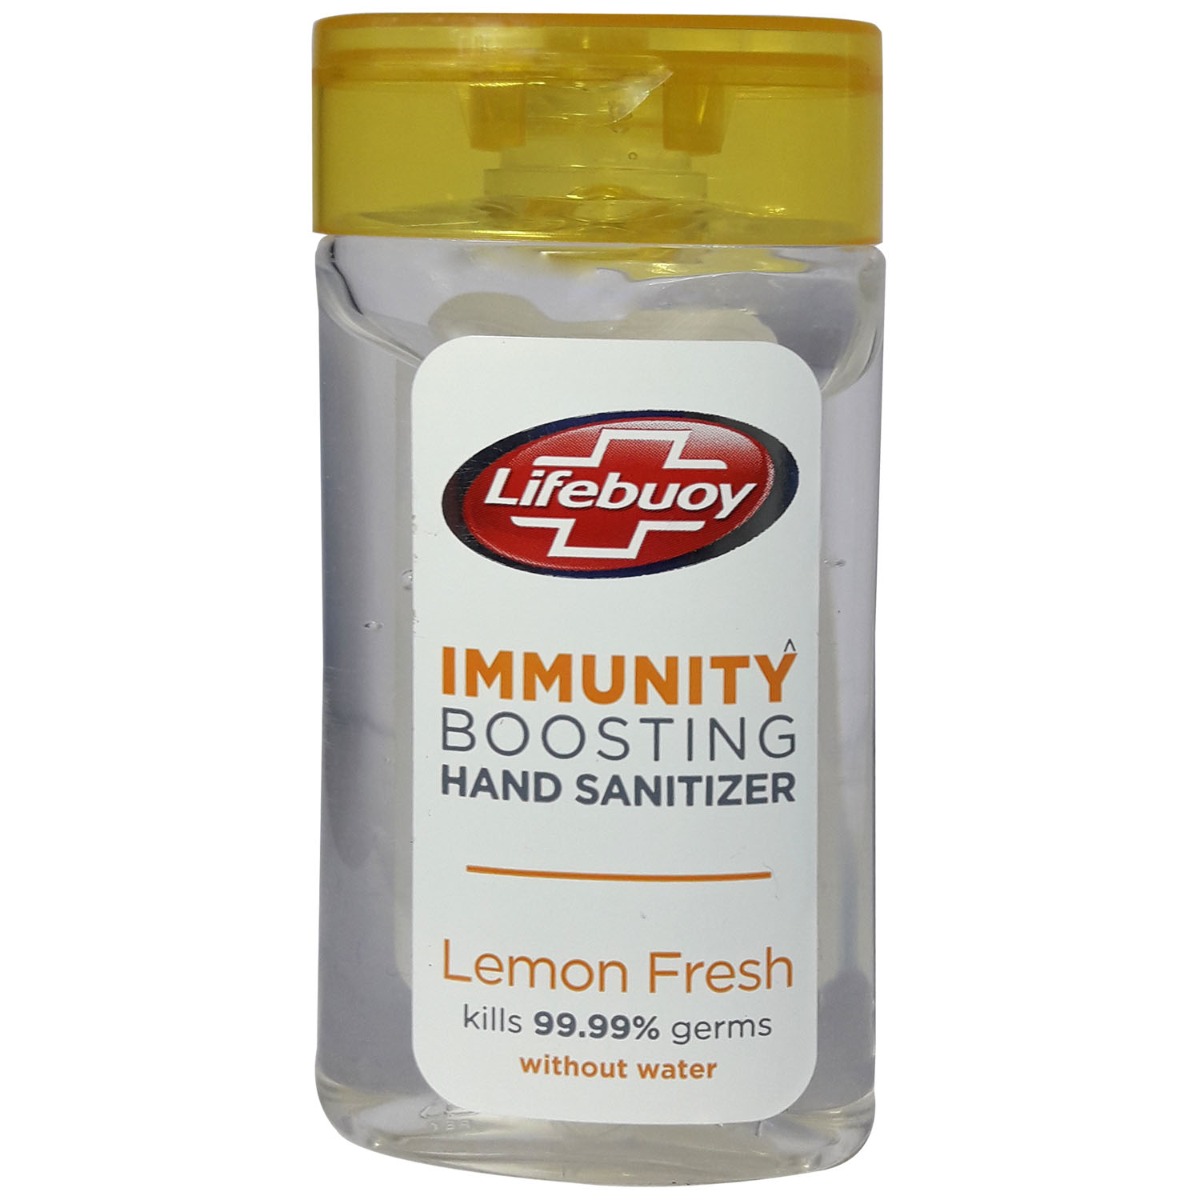 Lifebuoy
IMMUNITY^
BOOSTING
HAND SANITIZER
Lemon Fresh
kills 99.99% germs
without water